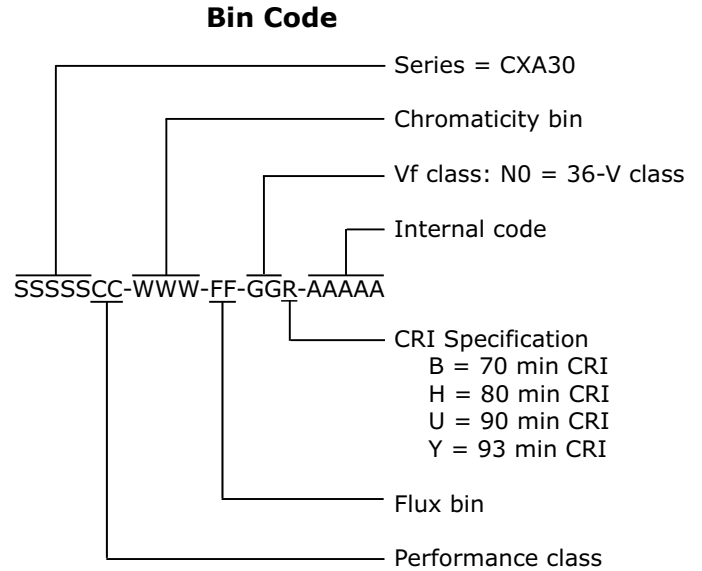 Bin Code
Series = CXA30
Chromaticity bin
Vf class: N0 = 36-V class
Internal code
SSSSSCC-WWW-FF-GGR-AAAAA
CRI Specification
B = 70 min CRI
H = 80 min CRI
U = 90 min CRI
Y = 93 min CRI
Flux bin
Performance class